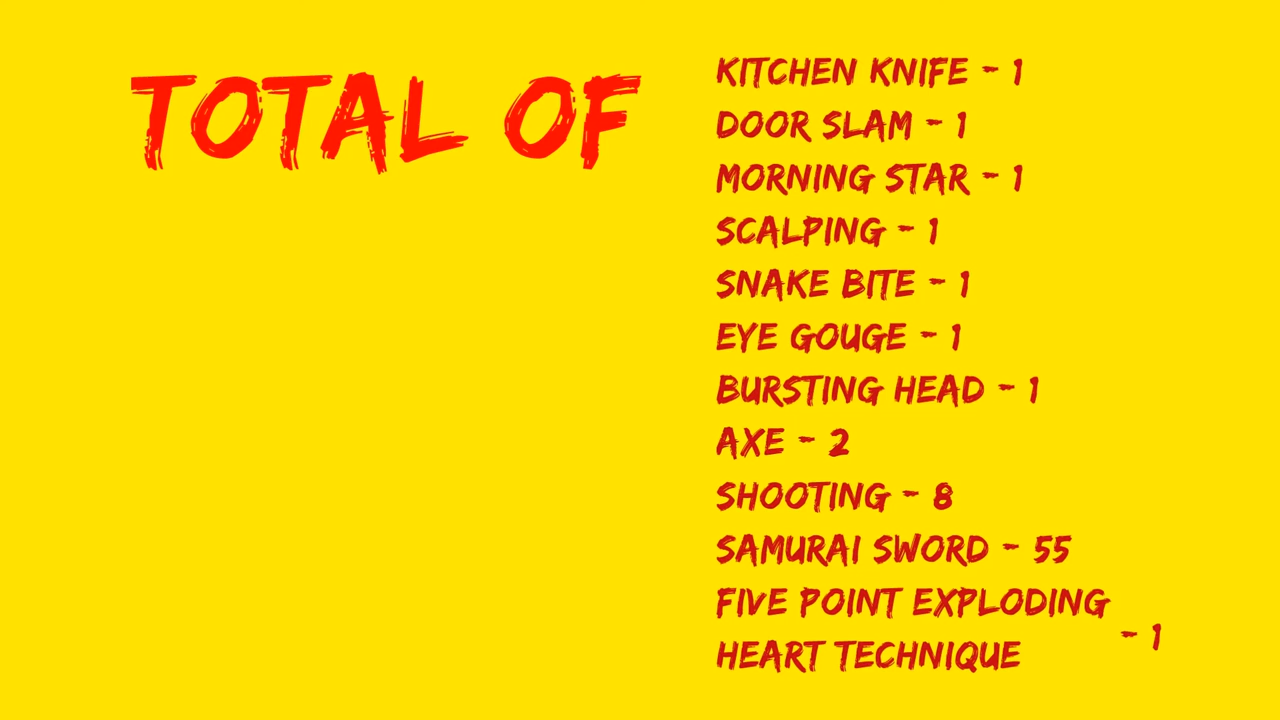 TOTAL OF
KITCHEN KNIFE - 1
DOOR SLAM - 1
MORNING STAR - 1
SCALPING - 1
SNAKE BITE - 1
EYE GOUGE - 1
BURSTING HEAD - 1
AXE - 2
SHOOTING - 8
SAMURAI SWORD - 55
FIVE POINT EXPLODING
HEART TECHNIQUE - 1